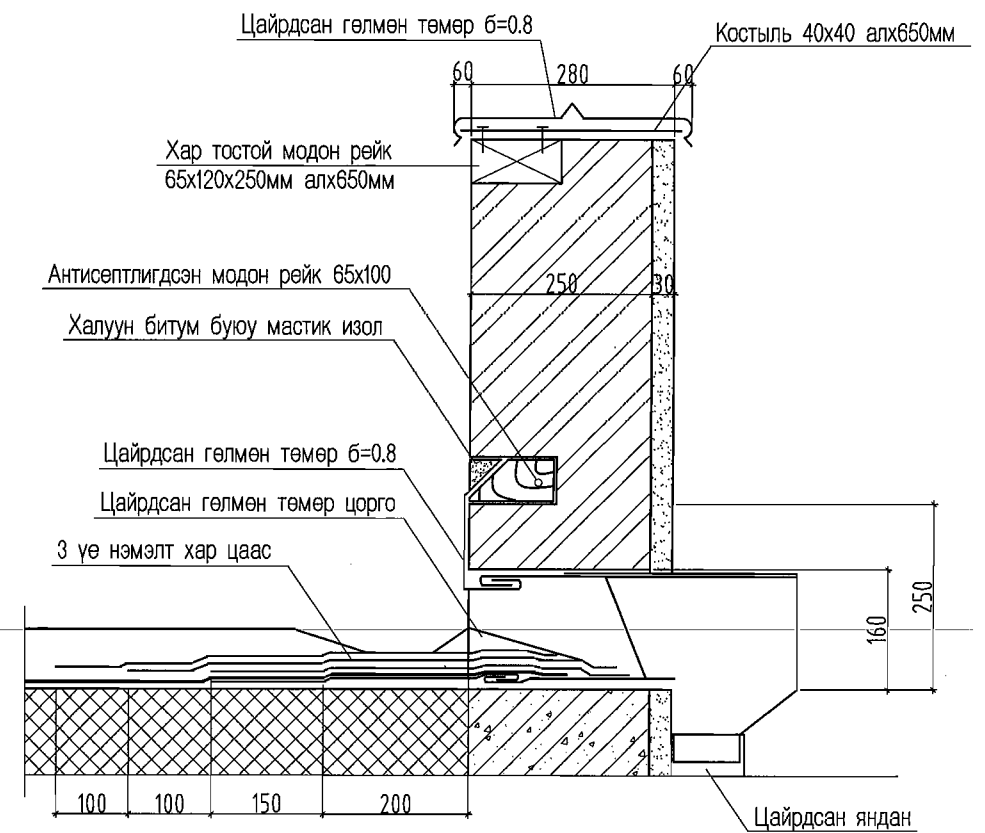 Цайрдсан гөлмөн төмөр б=0.8
Костыль 40х40 алх650мм
60
280
60
Хар тостой модон рейк
65х120х250мм алх650мм
Антисептлигдсэн модон рейк 65х100
250
30
Халуун битум буюу мастик изол
Цайрдсан гөлмөн төмөр б=0.8
Цайрдсан гөлмөн төмөр цорго
3 үе нэмэлт хар цаас
160
250
100
100
150
200
Цайрдсан яндан